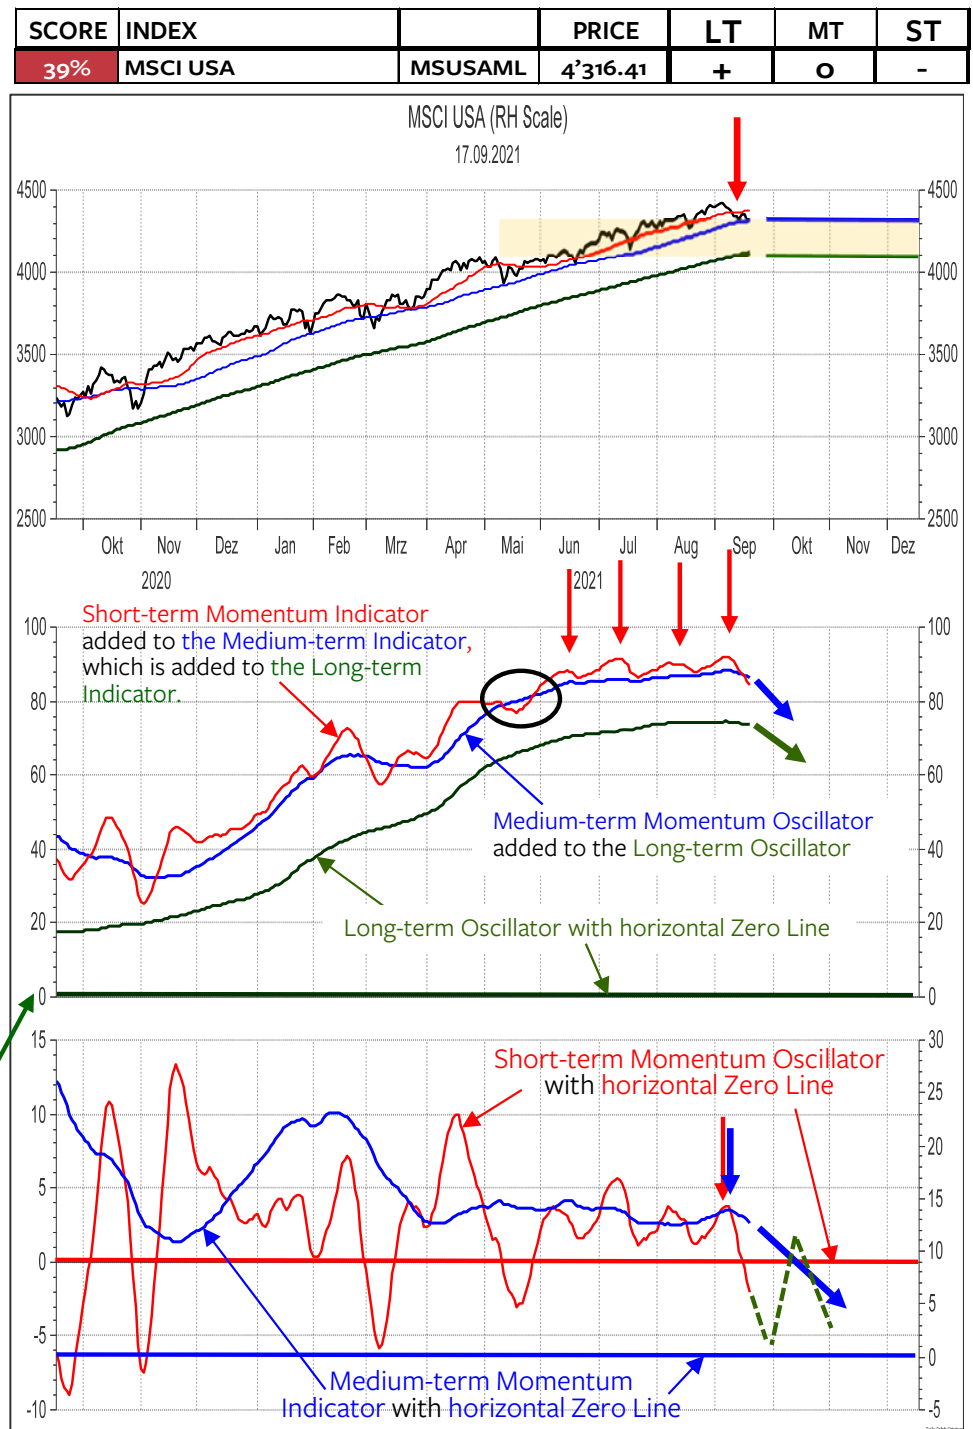 SCORE INDEX PRICE LT MT ST
39% MSCI USA MSUSAML 4’316.41 + 0 -
MSCI USA (RH Scale)
17.09.2021
4500 4500
4000 4000
3500 3500
3000 3000
2500 2500
Okt Nov Dez Jan Feb Mrz Apr Mai Jun Jul Aug Sep Okt Nov Dez
2020 2021
Short-term Momentum Indicator
added to the Medium-term Indicator,
which is added to the Long-term
Indicator.
100 100
80 80
60 60
Medium-term Momentum Oscillator
added to the Long-term Oscillator
40 40
20 20
Long-term Oscillator with horizontal Zero Line
0 0
15 30
Short-term Momentum Oscillator
with horizontal Zero Line
25
10 20
5 15
0 10
5
-5 0
Medium-term Momentum
Indicator with horizontal Zero Line
-10 -5